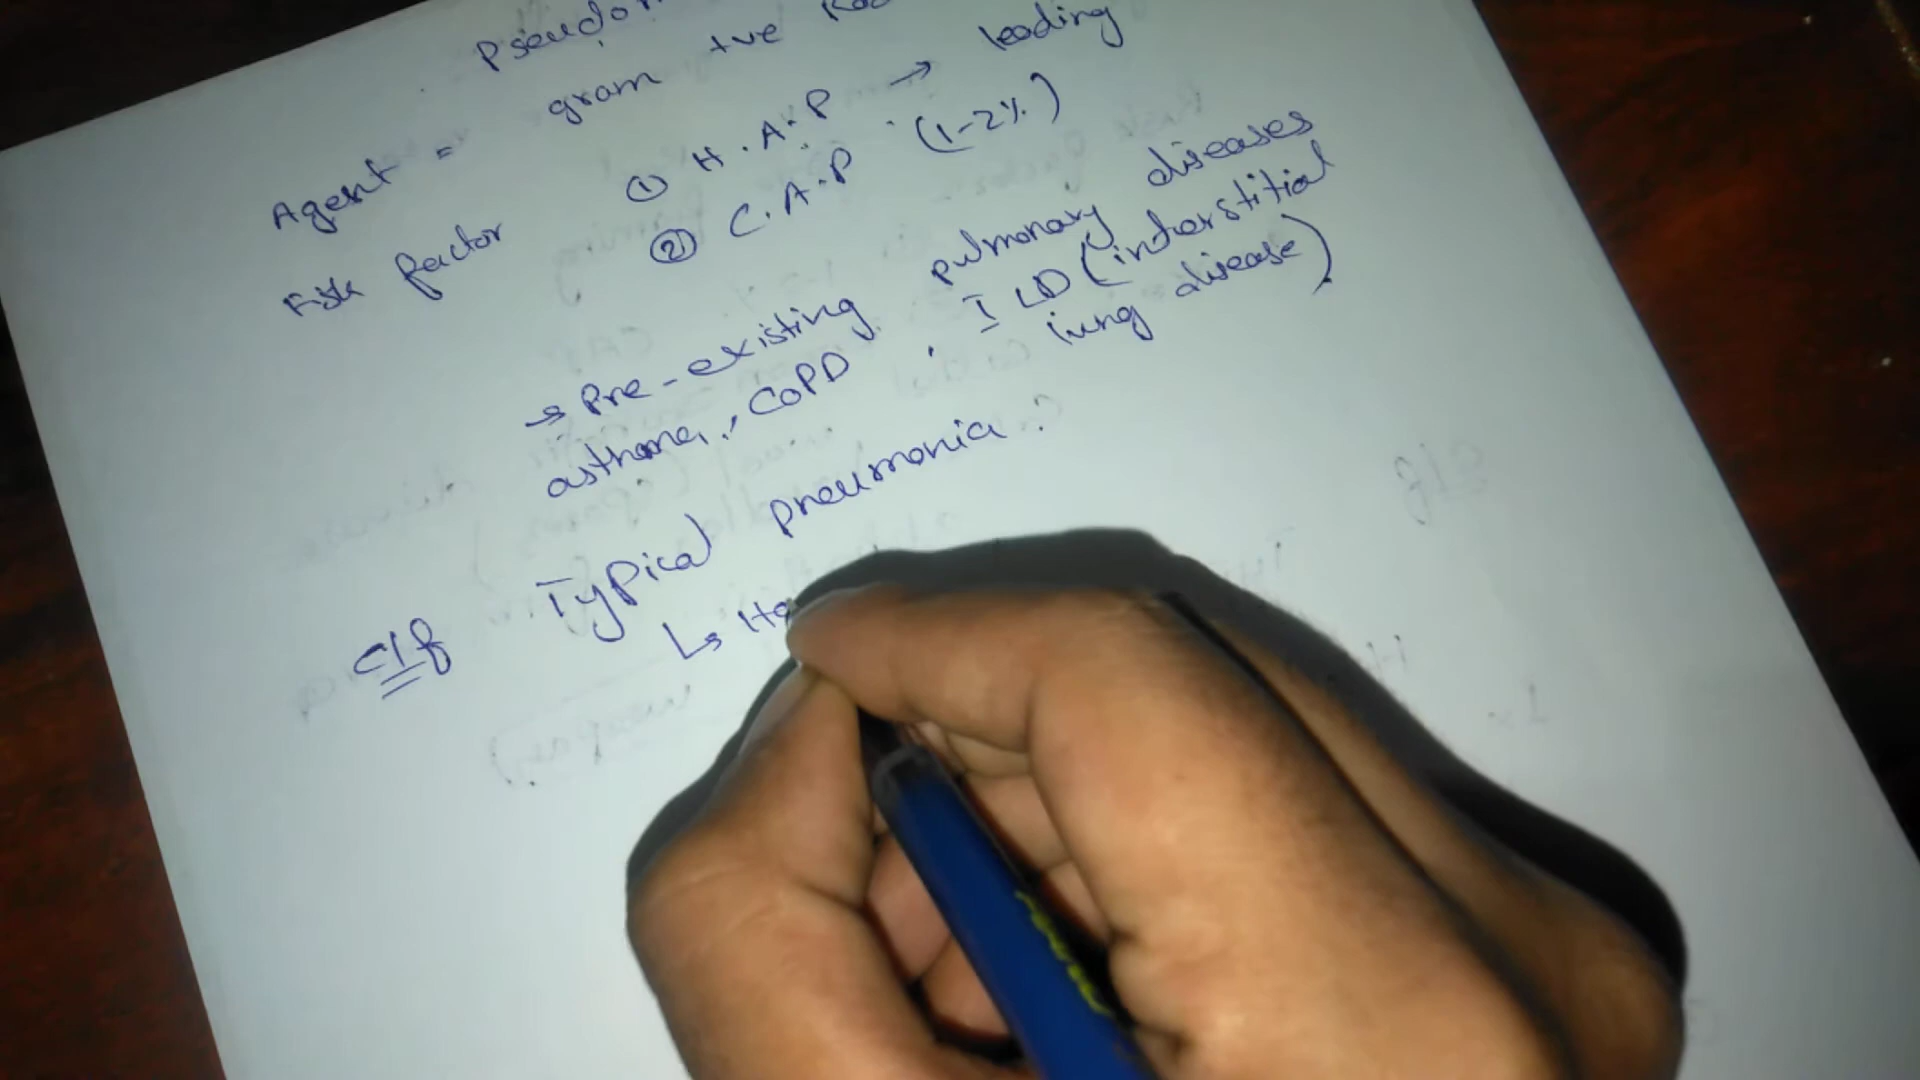 Agent = gram +ve
Risk factor ① H.A.P → leading
② C.A.P. (1-2%)
→ Pre-existing pulmonary diseases
asthma, COPD, ILD (interstitial
lung disease)
c/f Typical pneumonia.
↳